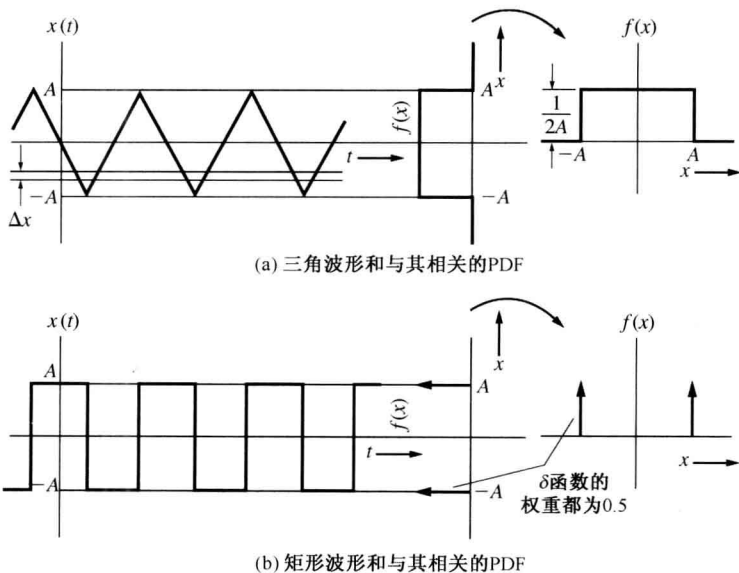 x(t)
f(x)
A
A
x
f(x)
1
2A
t
-A
A
-A
-A
x
Δx
(a) 三角波形和与其相关的PDF
x(t)
f(x)
x
A
A
f(x)
t
x
-A
-A
δ函数的
权重都为0.5
(b) 矩形波形和与其相关的PDF